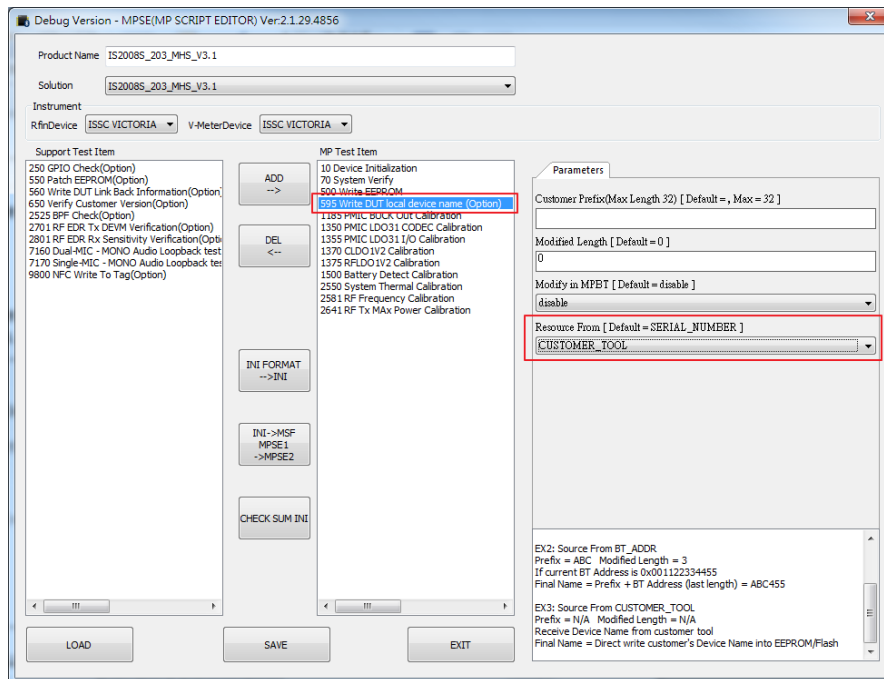 Debug Version - MPSE(MP SCRIPT EDITOR) Ver:2.1.29.4856
Product Name IS2008S_203_MHS_V3.1
Solution IS2008S_203_MHS_V3.1
Instrument
RfinDevice ISSC VICTORIA V-MeterDevice ISSC VICTORIA
Support Test Item
250 GPIO Check(Option)
550 Patch EEPROM(Option)
560 Write DUT Link Back Information(Option)
650 Verify Customer Version(Option)
2525 BPF Check(Option)
2701 RF EDR Tx DEVM Verification(Option)
2801 RF EDR Rx Sensitivity Verification(Opti
7160 Dual-MIC - MONO Audio Loopback test
7170 Single-MIC - MONO Audio Loopback tes
9800 NFC Write To Tag(Option)
ADD
-->
DEL
<--
INI FORMAT
-->INI
INI->MSF
MPSE1
->MPSE2
CHECK SUM INI
MP Test Item
10 Device Initialization
70 System Verify
500 Write EEPROM
595 Write DUT local device name (Option)
1185 PMIC BUCK Out Calibration
1350 PMIC LDO31 CODEC Calibration
1355 PMIC LDO31 I/O Calibration
1370 CLDO1V2 Calibration
1375 RFLDO1V2 Calibration
1500 Battery Detect Calibration
2550 System Thermal Calibration
2581 RF Frequency Calibration
2641 RF Tx MAx Power Calibration
Parameters
Customer Prefix(Max Length 32) [ Default = , Max = 32 ]
Modified Length [ Default = 0 ]
0
Modify in MPBT [ Default = disable ]
disable
Resource From [ Default = SERIAL_NUMBER ]
CUSTOMER_TOOL
EX2: Source From BT_ADDR
Prefix = ABC Modified Length = 3
If current BT Address is 0x001122334455
Final Name = Prefix + BT Address (last length) = ABC455
EX3: Source From CUSTOMER_TOOL
Prefix = N/A Modified Length = N/A
Receive Device Name from customer tool
Final Name = Direct write customer's Device Name into EEPROM/Flash
LOAD
SAVE
EXIT